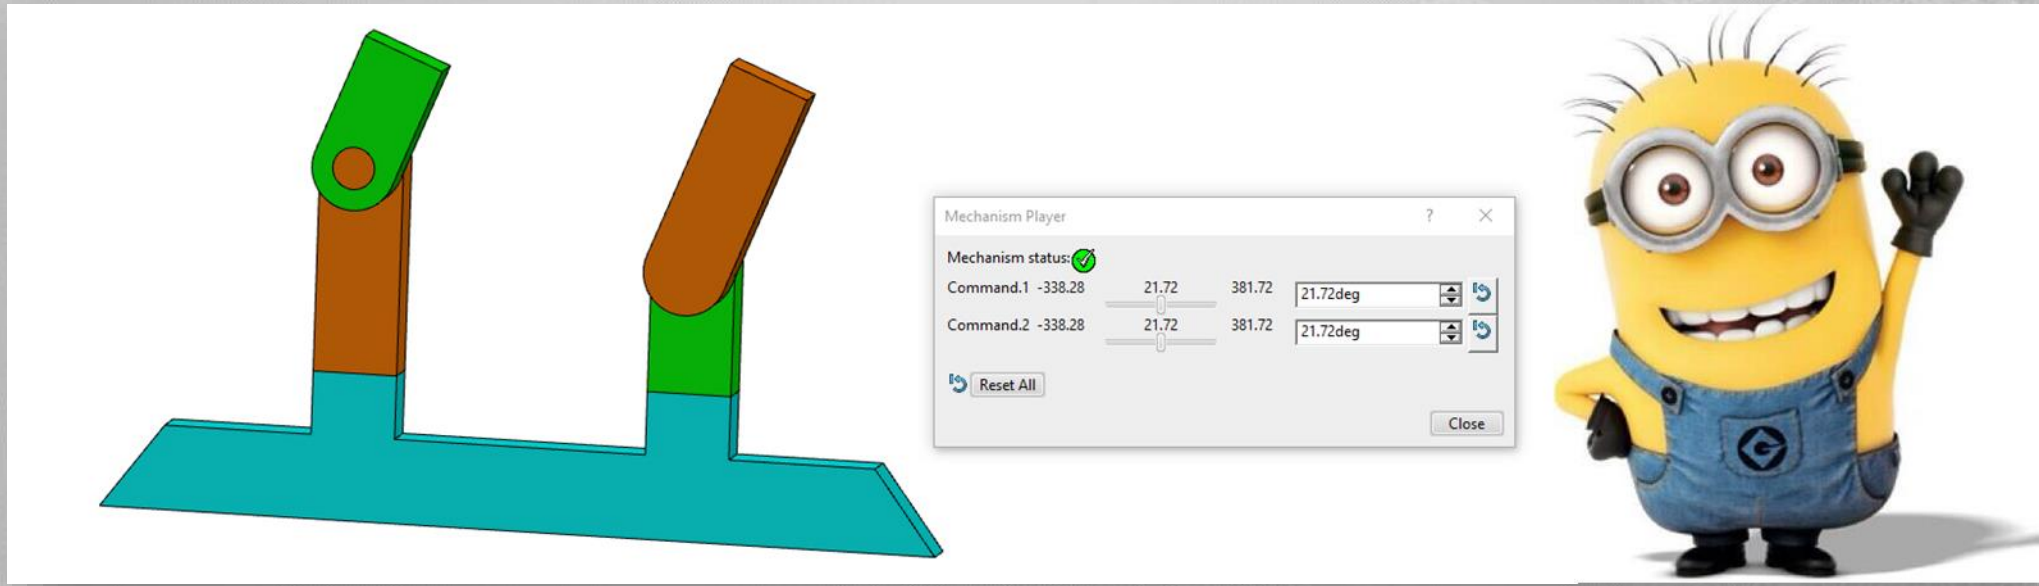 Mechanism Player ? ×
Mechanism status:
Command.1 -338.28 21.72 381.72 21.72deg
Command.2 -338.28 21.72 381.72 21.72deg
Reset All
Close